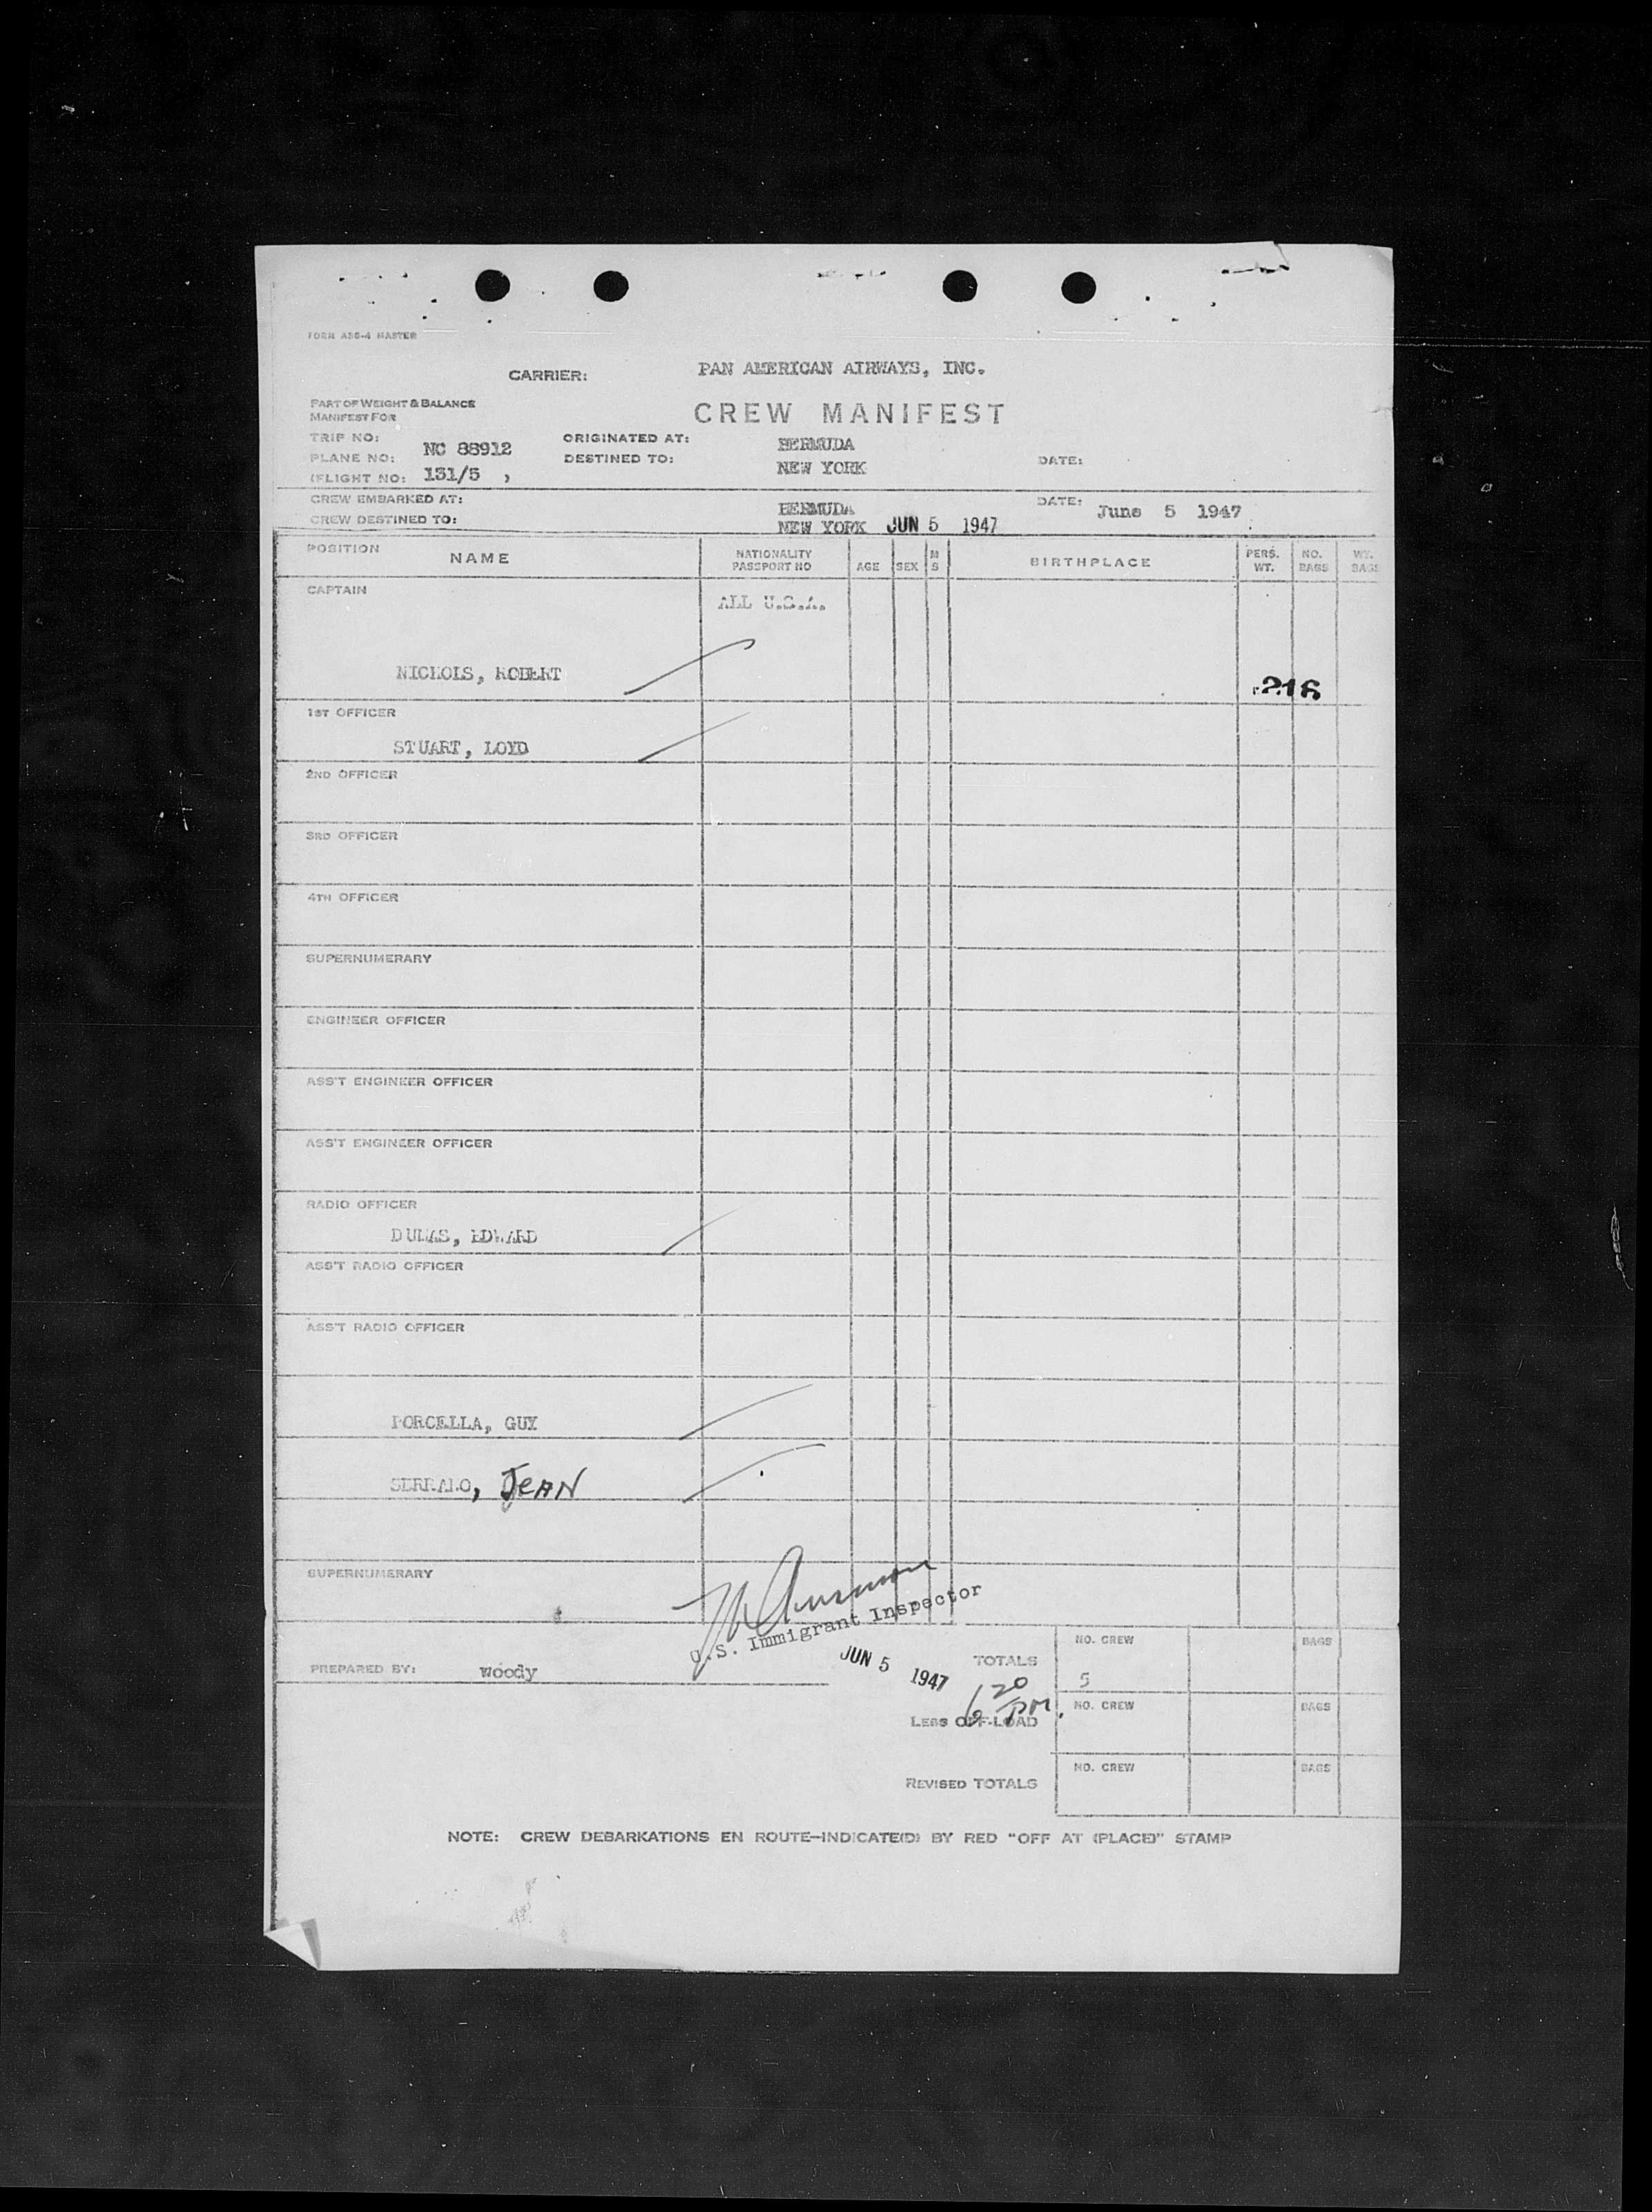 FORM ABS-4 MASTER
CARRIER: PAN AMERICAN AIRWAYS, INC.
PART OF WEIGHT & BALANCE
MANIFEST FOR
CREW MANIFEST
TRIP NO:
PLANE NO: NC 88912
(FLIGHT NO: 131/5 ,
ORIGINATED AT: BERMUDA
DESTINED TO: NEW YORK
DATE:
CREW EMBARKED AT: BERMUDA
DATE: June 5 1947
CREW DESTINED TO: NEW YORK JUN 5 1947
POSITION NAME NATIONALITY PASSPORT NO AGE SEX M S BIRTHPLACE PERS. WT. NO. BAGS WT. BAGS
CAPTAIN
ALL U.S.A.
NICHOLS, ROBERT
216
1ST OFFICER
STUART, LOYD
2ND OFFICER
3RD OFFICER
4TH OFFICER
SUPERNUMERARY
ENGINEER OFFICER
ASS'T ENGINEER OFFICER
ASS'T ENGINEER OFFICER
RADIO OFFICER
DUMAS, EDWARD
ASS'T RADIO OFFICER
ASS'T RADIO OFFICER
PORCELLA, GUY
JEAN
SUPERNUMERARY
U.S. Immigrant Inspector
JUN 5 1947
6 20 PM.
PREPARED BY: Woody
TOTALS NO. CREW 5 BAGS
LESS OFF-LOAD NO. CREW BAGS
REVISED TOTALS NO. CREW BAGS
NOTE: CREW DEBARKATIONS EN ROUTE—INDICATE(D) BY RED "OFF AT (PLACE)" STAMP